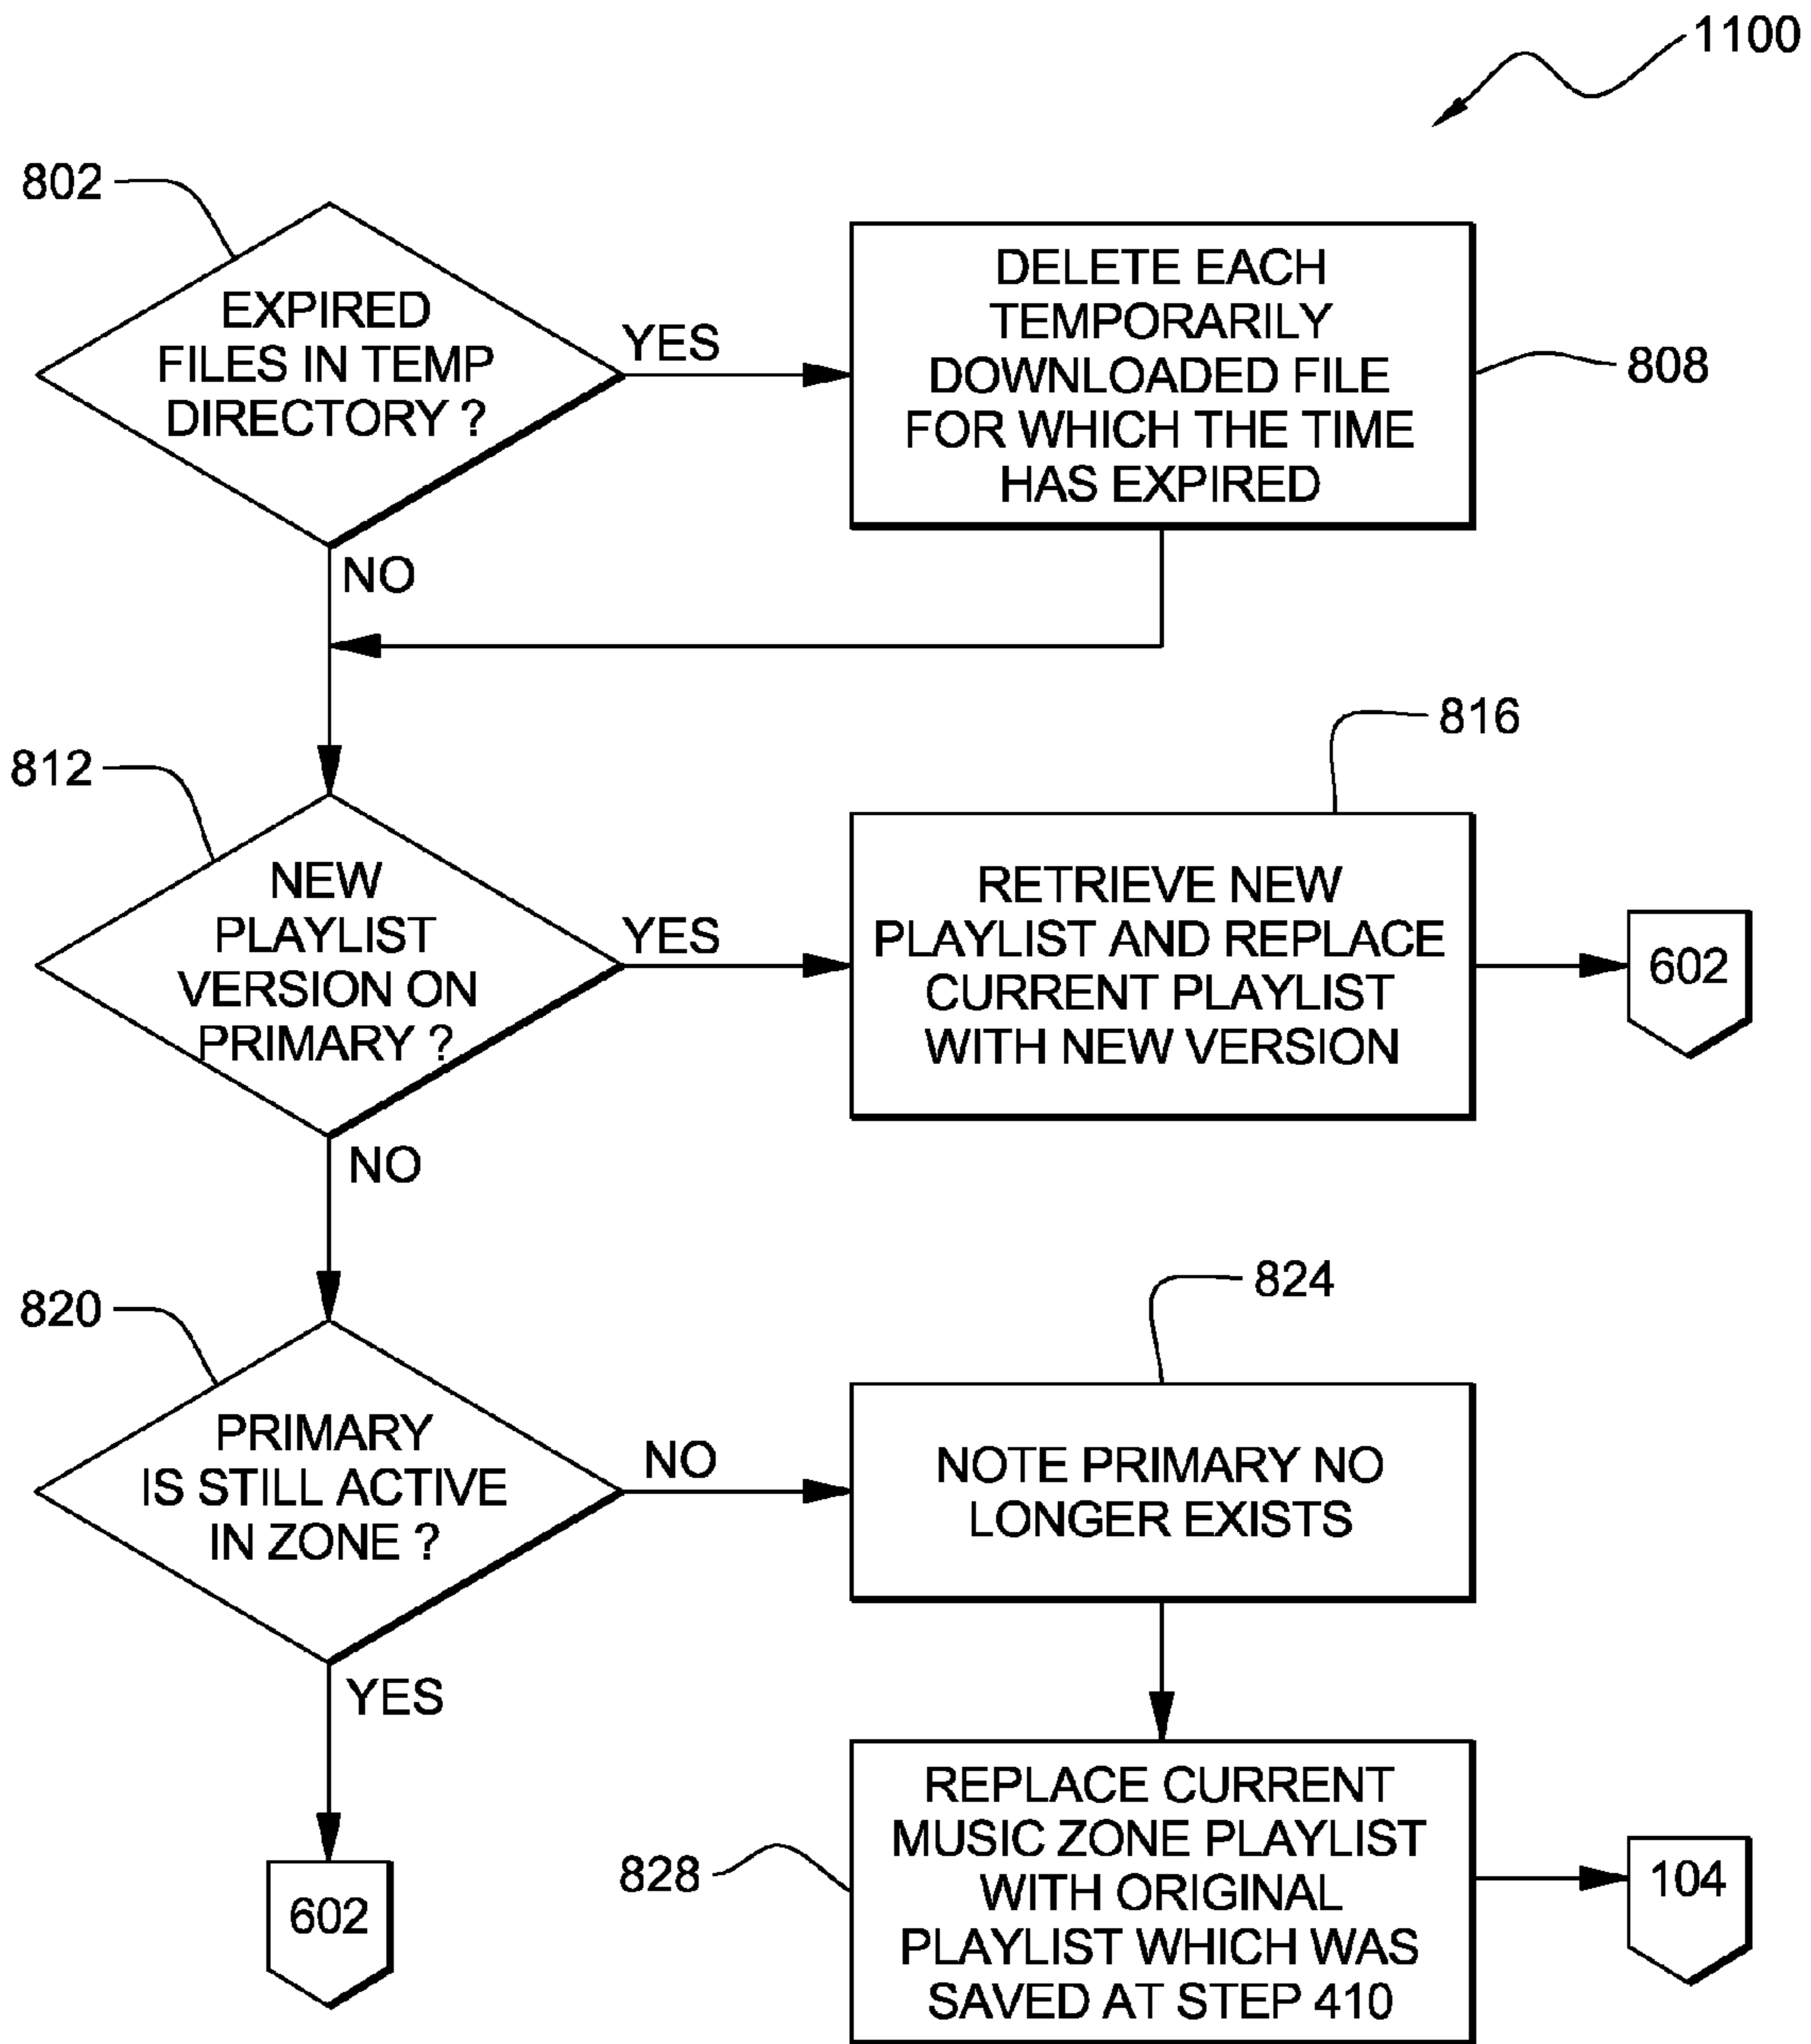 1100
802
EXPIRED
FILES IN TEMP
DIRECTORY ?
YES
DELETE EACH
TEMPORARILY
DOWNLOADED FILE
FOR WHICH THE TIME
HAS EXPIRED
808
NO
812
NEW
PLAYLIST
VERSION ON
PRIMARY ?
YES
816
RETRIEVE NEW
PLAYLIST AND REPLACE
CURRENT PLAYLIST
WITH NEW VERSION
602
NO
820
PRIMARY
IS STILL ACTIVE
IN ZONE ?
NO
824
NOTE PRIMARY NO
LONGER EXISTS
YES
602
828
REPLACE CURRENT
MUSIC ZONE PLAYLIST
WITH ORIGINAL
PLAYLIST WHICH WAS
SAVED AT STEP 410
104